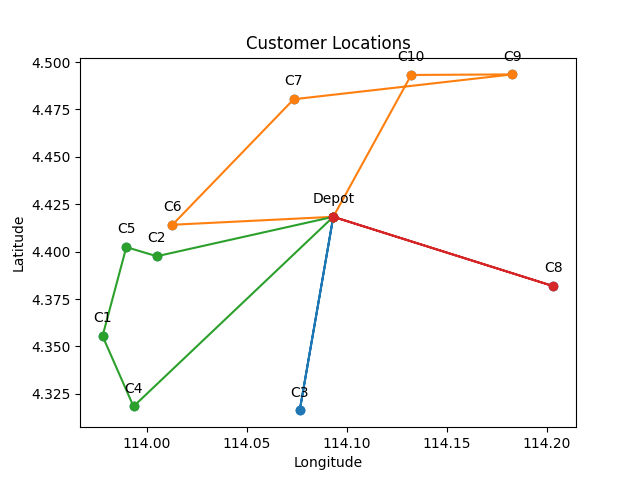 Customer Locations
4.500
4.475
4.450
4.425
4.400
4.375
4.350
4.325
Latitude
C10
C9
C7
Depot
C6
C5
C2
C8
C1
C4
C3
114.00
114.05
114.10
114.15
114.20
Longitude